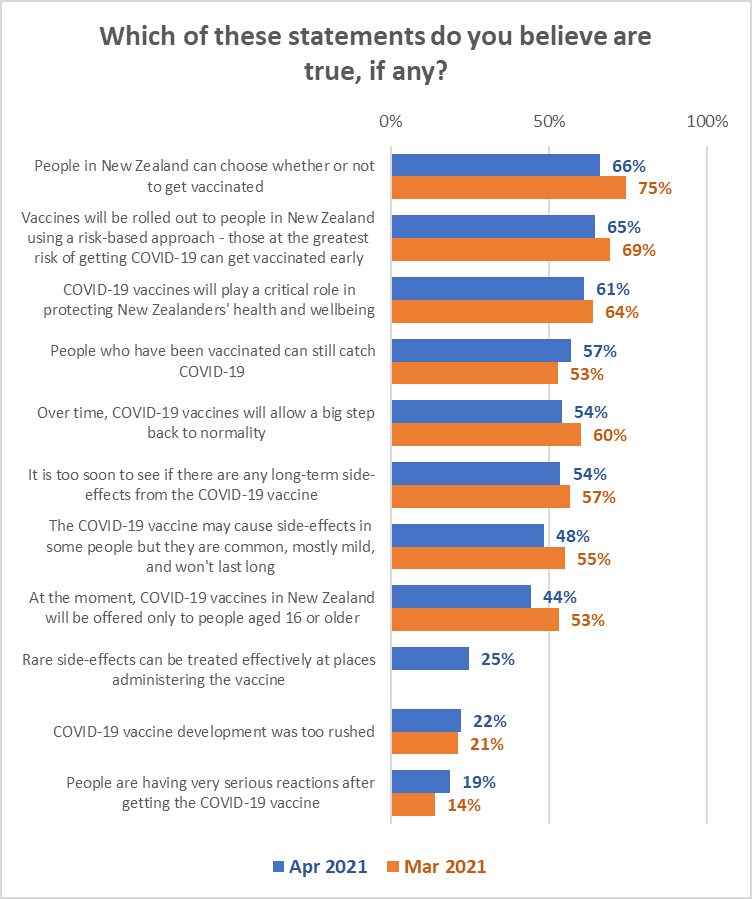 Which of these statements do you believe are
true, if any?
0%
50%
100%
People in New Zealand can choose whether or not
to get vaccinated
66%
75%
Vaccines will be rolled out to people in New Zealand
using a risk-based approach - those at the greatest
risk of getting COVID-19 can get vaccinated early
65%
69%
COVID-19 vaccines will play a critical role in
protecting New Zealanders' health and wellbeing
61%
64%
People who have been vaccinated can still catch
COVID-19
57%
53%
Over time, COVID-19 vaccines will allow a big step
back to normality
54%
60%
It is too soon to see if there are any long-term side-
effects from the COVID-19 vaccine
54%
57%
The COVID-19 vaccine may cause side-effects in
some people but they are common, mostly mild,
and won't last long
48%
55%
At the moment, COVID-19 vaccines in New Zealand
will be offered only to people aged 16 or older
44%
53%
Rare side-effects can be treated effectively at places
administering the vaccine
25%
COVID-19 vaccine development was too rushed
22%
21%
People are having very serious reactions after
getting the COVID-19 vaccine
19%
14%
Apr 2021
Mar 2021